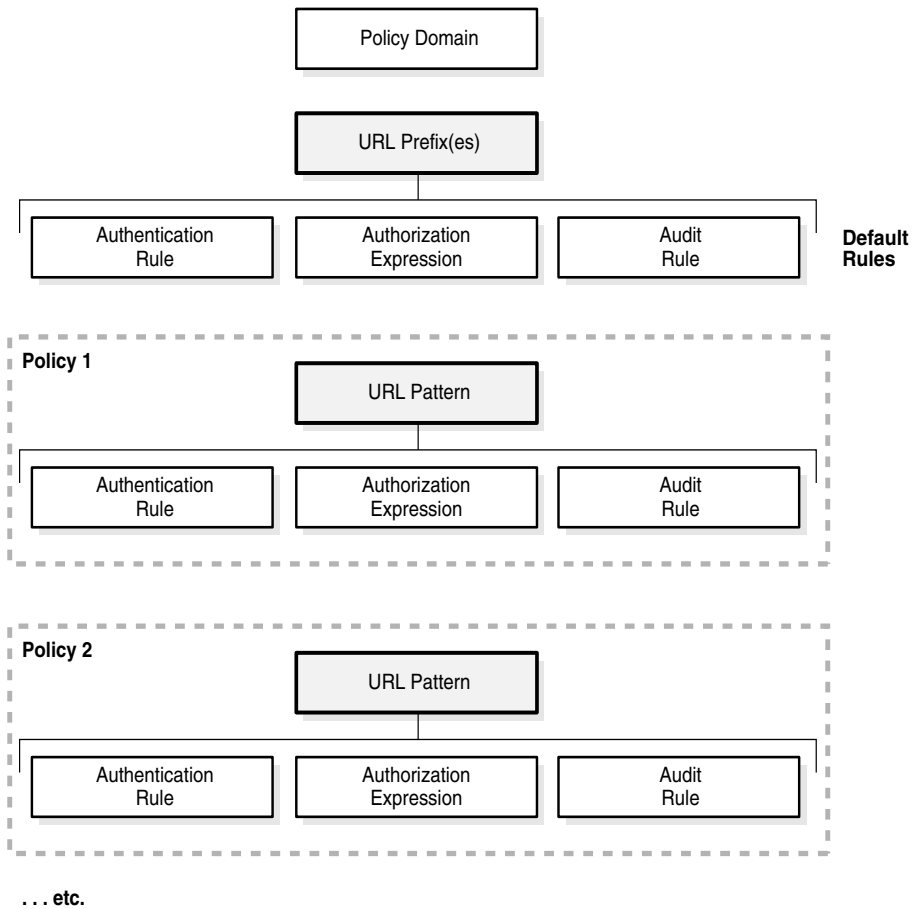 Policy Domain
URL Prefix(es)
Authentication
Rule
Authorization
Expression
Audit
Rule
Default
Rules
Policy 1
URL Pattern
Authentication
Rule
Authorization
Expression
Audit
Rule
Policy 2
URL Pattern
Authentication
Rule
Authorization
Expression
Audit
Rule
. . . etc.